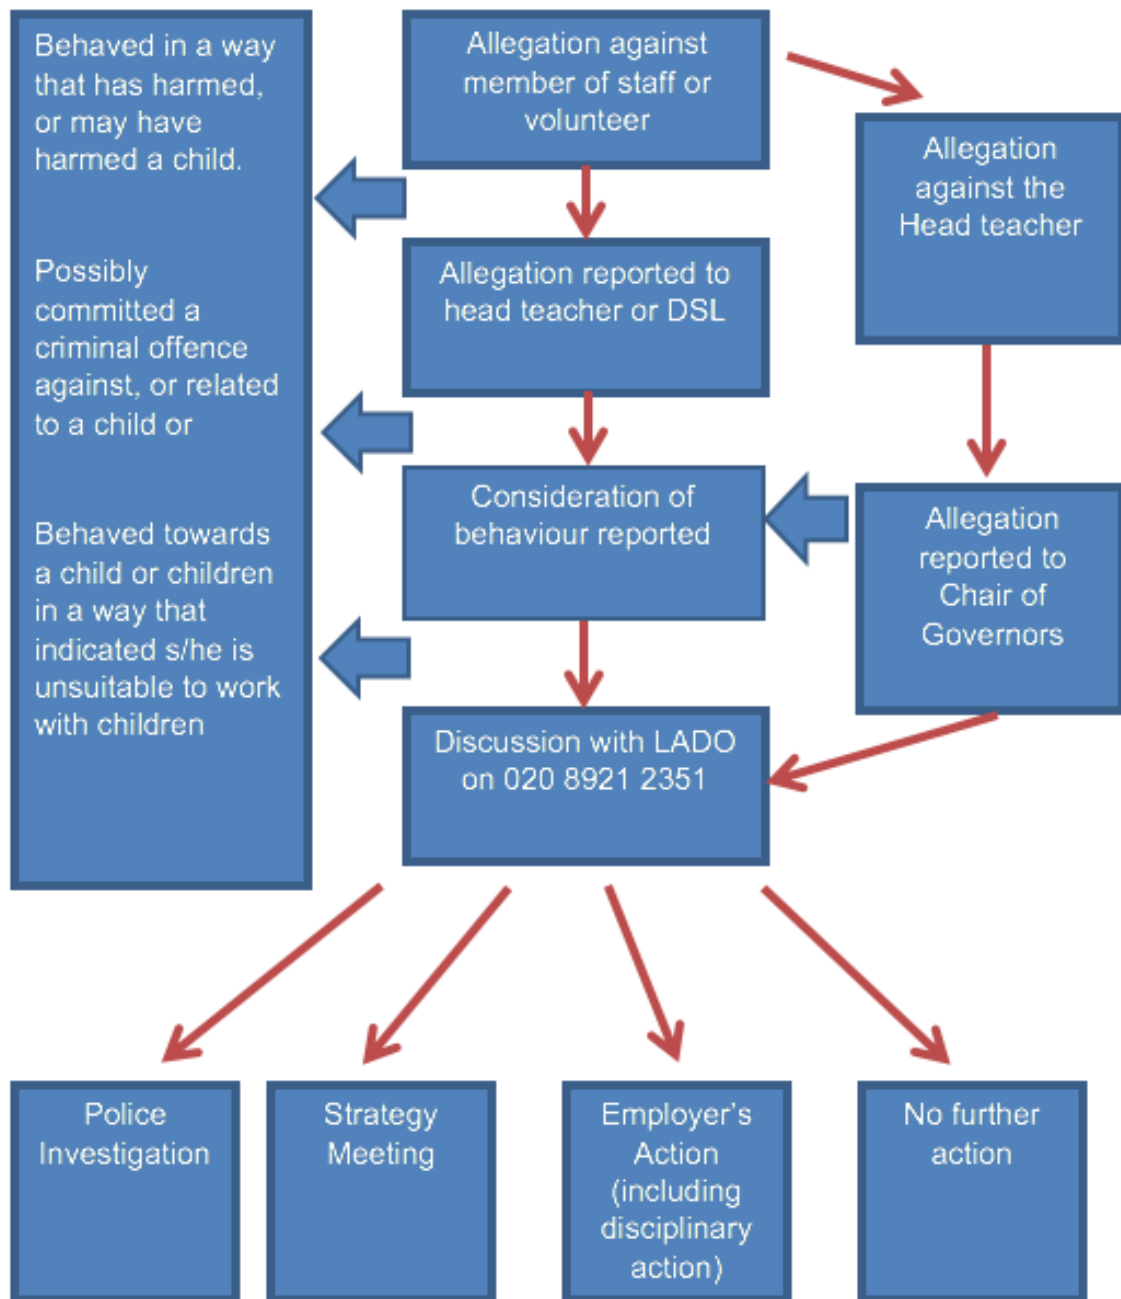 Behaved in a way
that has harmed,
or may have
harmed a child.
Possibly
committed a
criminal offence
against, or related
to a child or
Behaved towards
a child or children
in a way that
indicated s/he is
unsuitable to work
with children
Allegation against
member of staff or
volunteer
Allegation
against the
Head teacher
Allegation reported to
head teacher or DSL
Consideration of
behaviour reported
Allegation
reported to
Chair of
Governors
Discussion with LADO
on 020 8921 2351
Police
Investigation
Strategy
Meeting
Employer’s
Action
(including
disciplinary
action)
No further
action